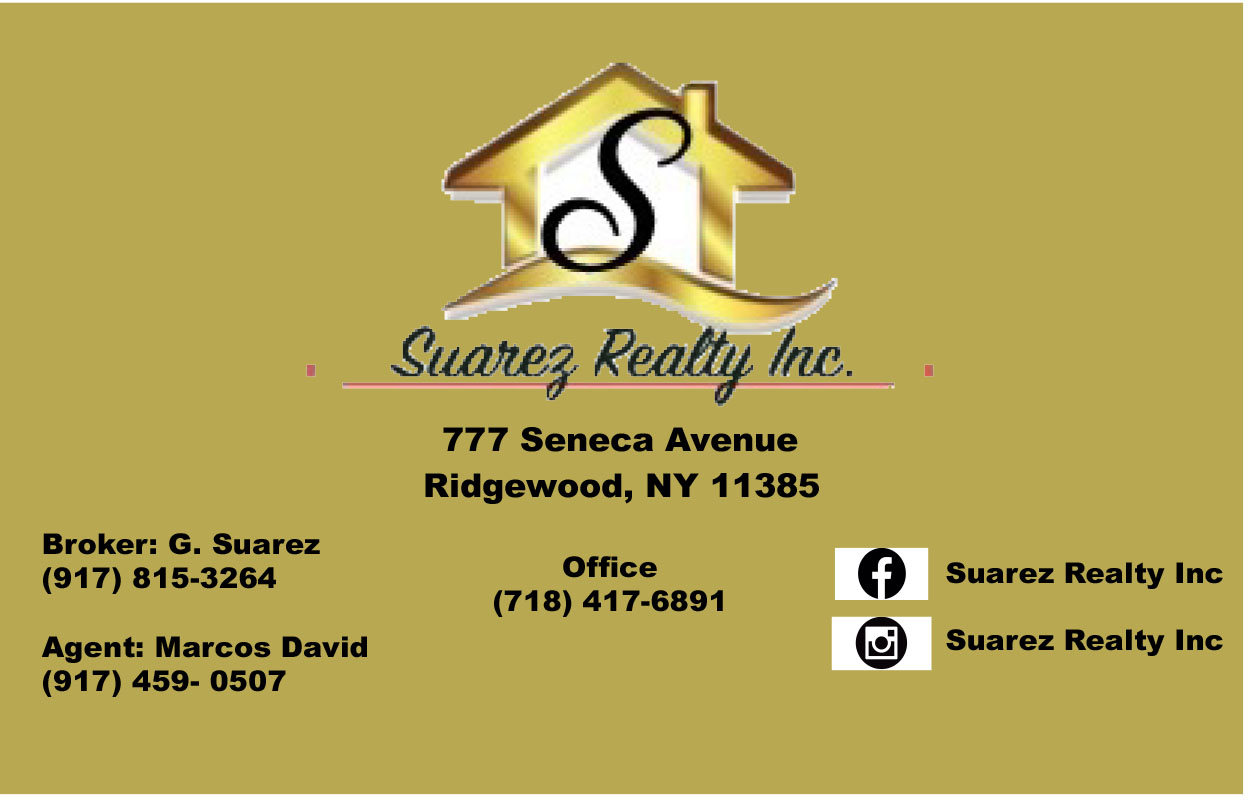 S
Suarez Realty Inc.
777 Seneca Avenue
Ridgewood, NY 11385
Broker: G. Suarez
(917) 815-3264
Agent: Marcos David
(917) 459- 0507
Office
(718) 417-6891
Suarez Realty Inc
Suarez Realty Inc